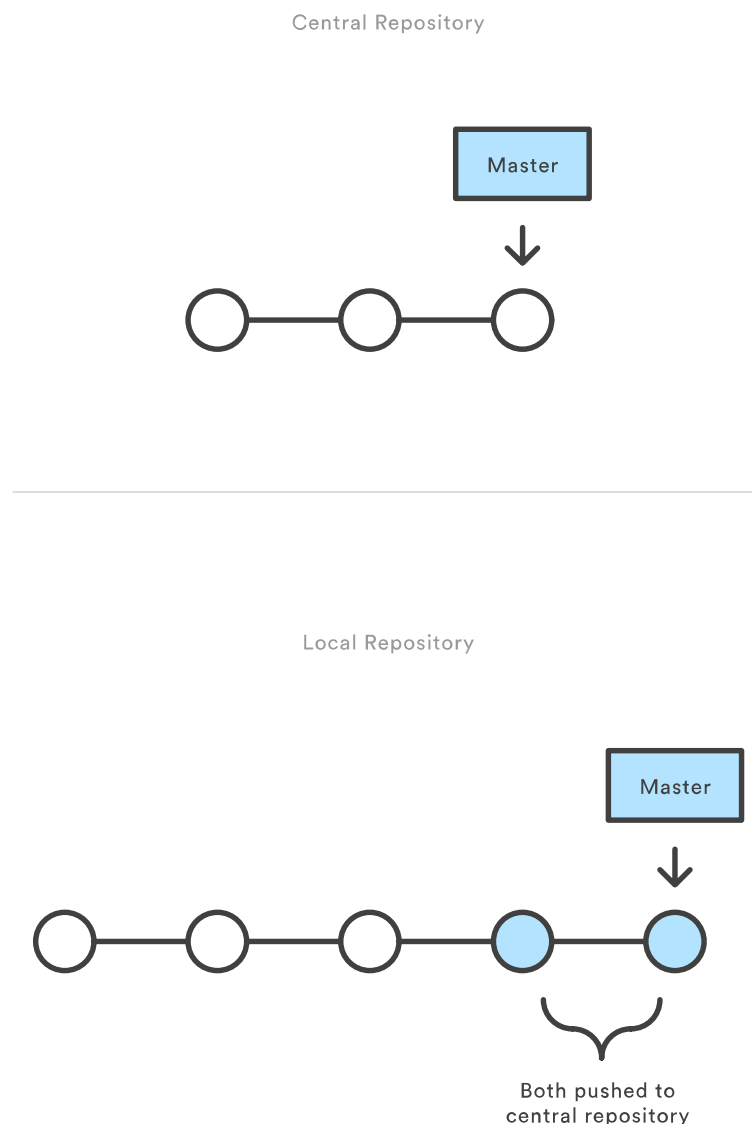 Central Repository
Master
Local Repository
Master
Both pushed to
central repository